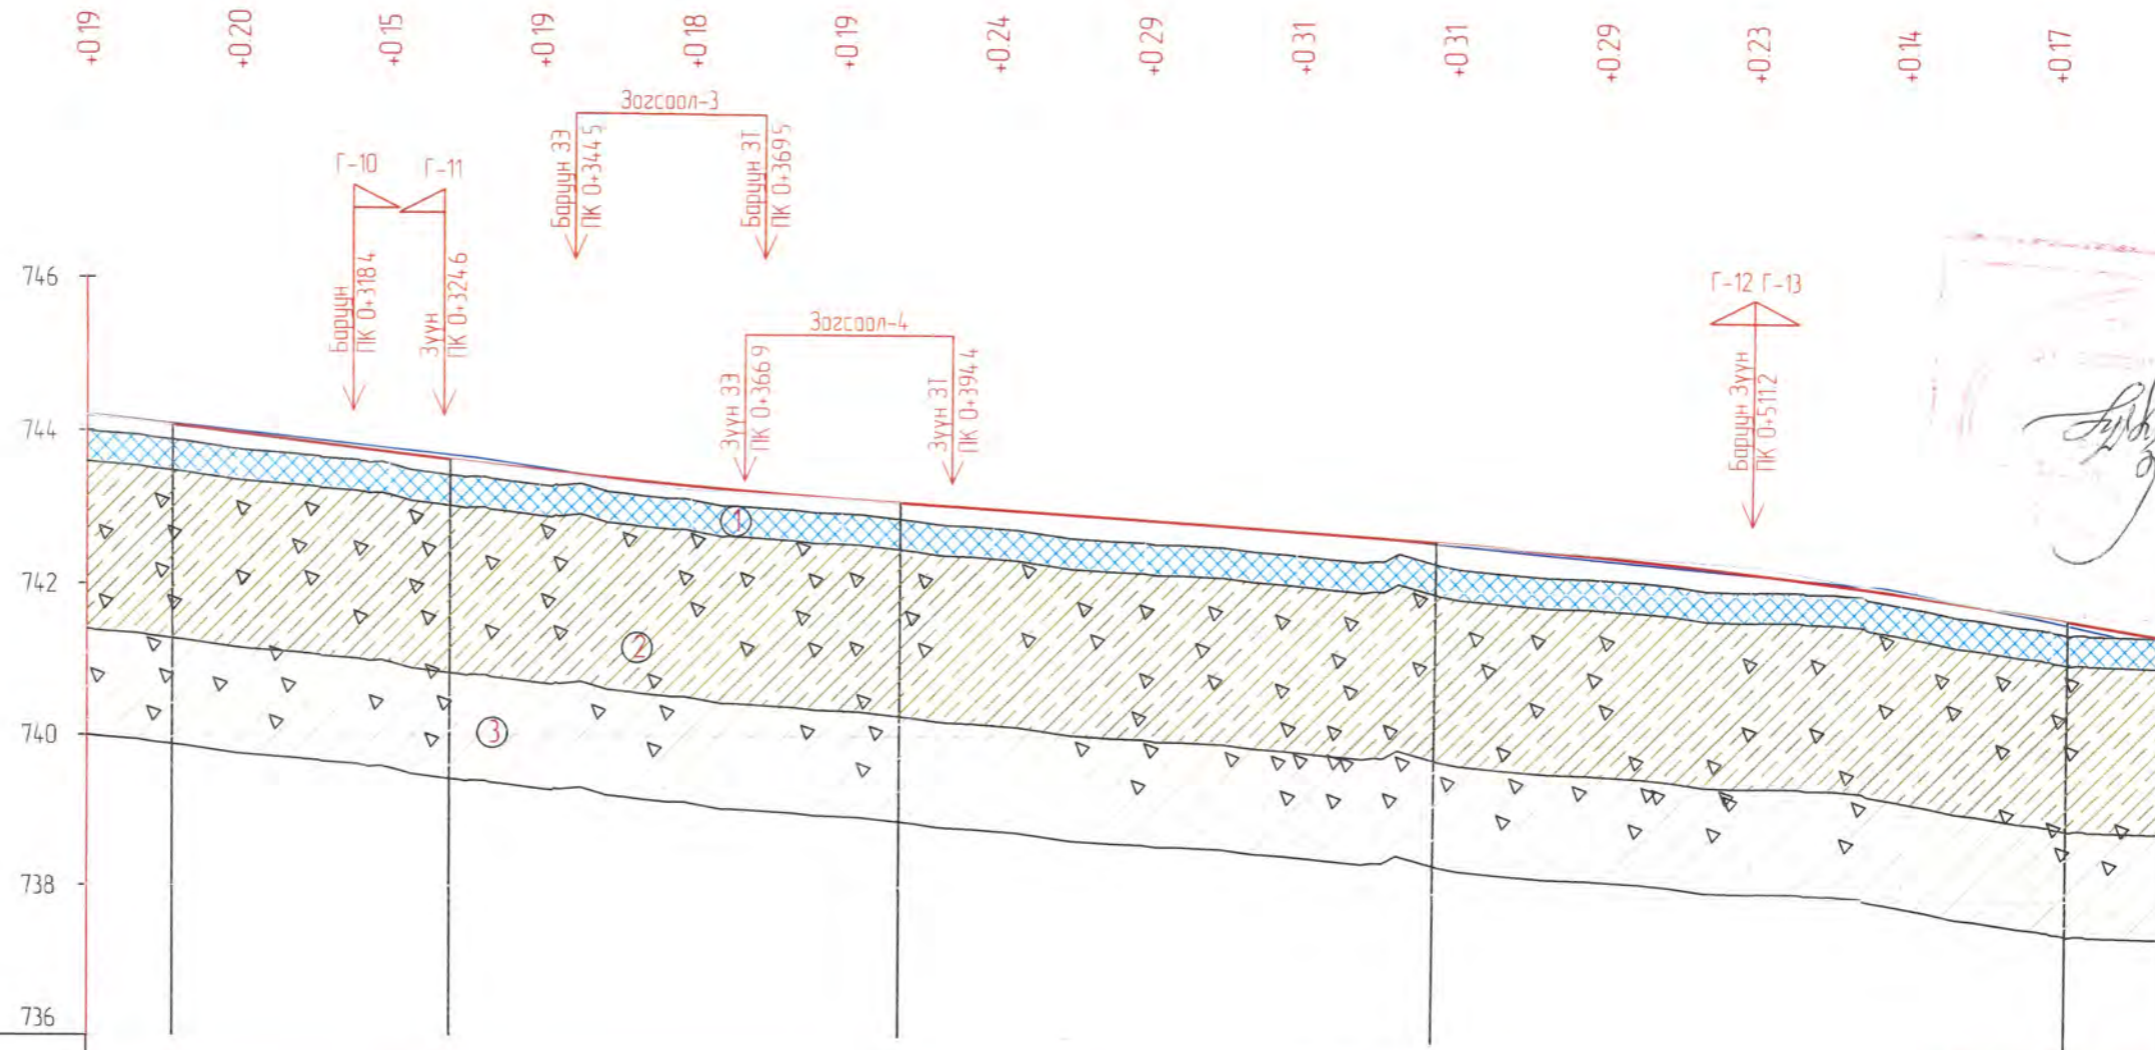 +0.19 +0.20 +0.15 +0.19 +0.18 +0.19 +0.24 +0.29 +0.31 +0.31 +0.29 +0.23 +0.14 +0.17
Зогсоол-3
Баруун ЗЭ
ПК 0+344.5
Баруун ЗТ
ПК 0+369.5
Г-10 Г-11
Баруун
ПК 0+318.4
Зүүн
ПК 0+324.6
Зогсоол-4
Зүүн ЗЭ
ПК 0+366.9
Зүүн ЗТ
ПК 0+394.4
Г-12 Г-13
Баруун Зүүн
ПК 0+511.2
746
744
742
740
738
736
1
2
3